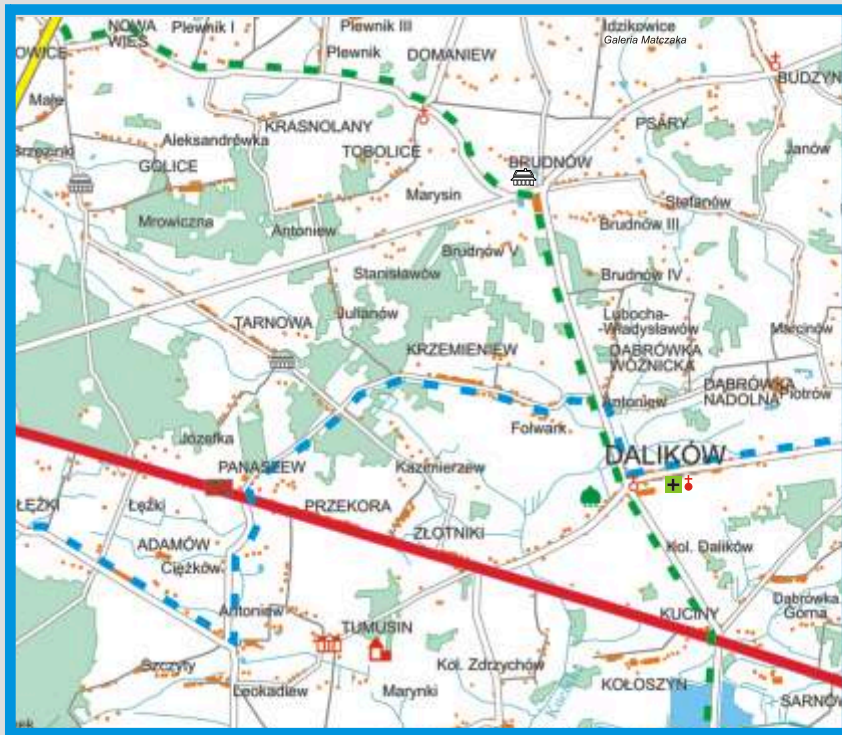 NOWA
WIEŚ
Plewnik I
Plewnik III
Idzikowice
Galeria Matczaka
OWICE
Plewnik
DOMANIEW
BUDZYN
Małe
KRASNOLANY
PSARY
Aleksandrówka
TOBOLICE
BRUDNÓW
Janów
Brzezinki
GOLICE
Marysin
Stefanów
Mrowiczna
Antoniew
Brudnów III
Brudnów V
Stanisławów
Brudnów IV
Julianów
Lubocha-
-Władysławów
TARNOWA
Marcinów
KRZEMIENIEW
DĄBRÓWKA
WOŹNICKA
DĄBRÓWKA
NADOLNA
Piotrów
Antoniew
Folwark
Józefka
DALIKÓW
PANASZEW
Kazimierzew
ŁĘŻKI
Łężki
PRZEKORA
ZŁOTNIKI
ADAMÓW
Kol. Dalików
Ciężków
Dąbrówka
Górna
Antoniew
KUCINY
TUMUSIN
Szczyty
Kol. Zdrzychów
Leokadiew
Marynki
KOŁOSZYN
SARNÓW